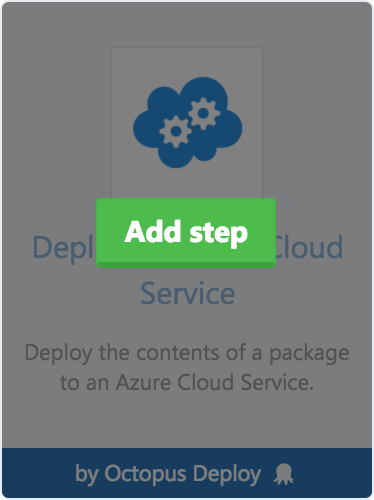 Add step
Depl Cloud
Service
Deploy the contents of a package
to an Azure Cloud Service.
by Octopus Deploy